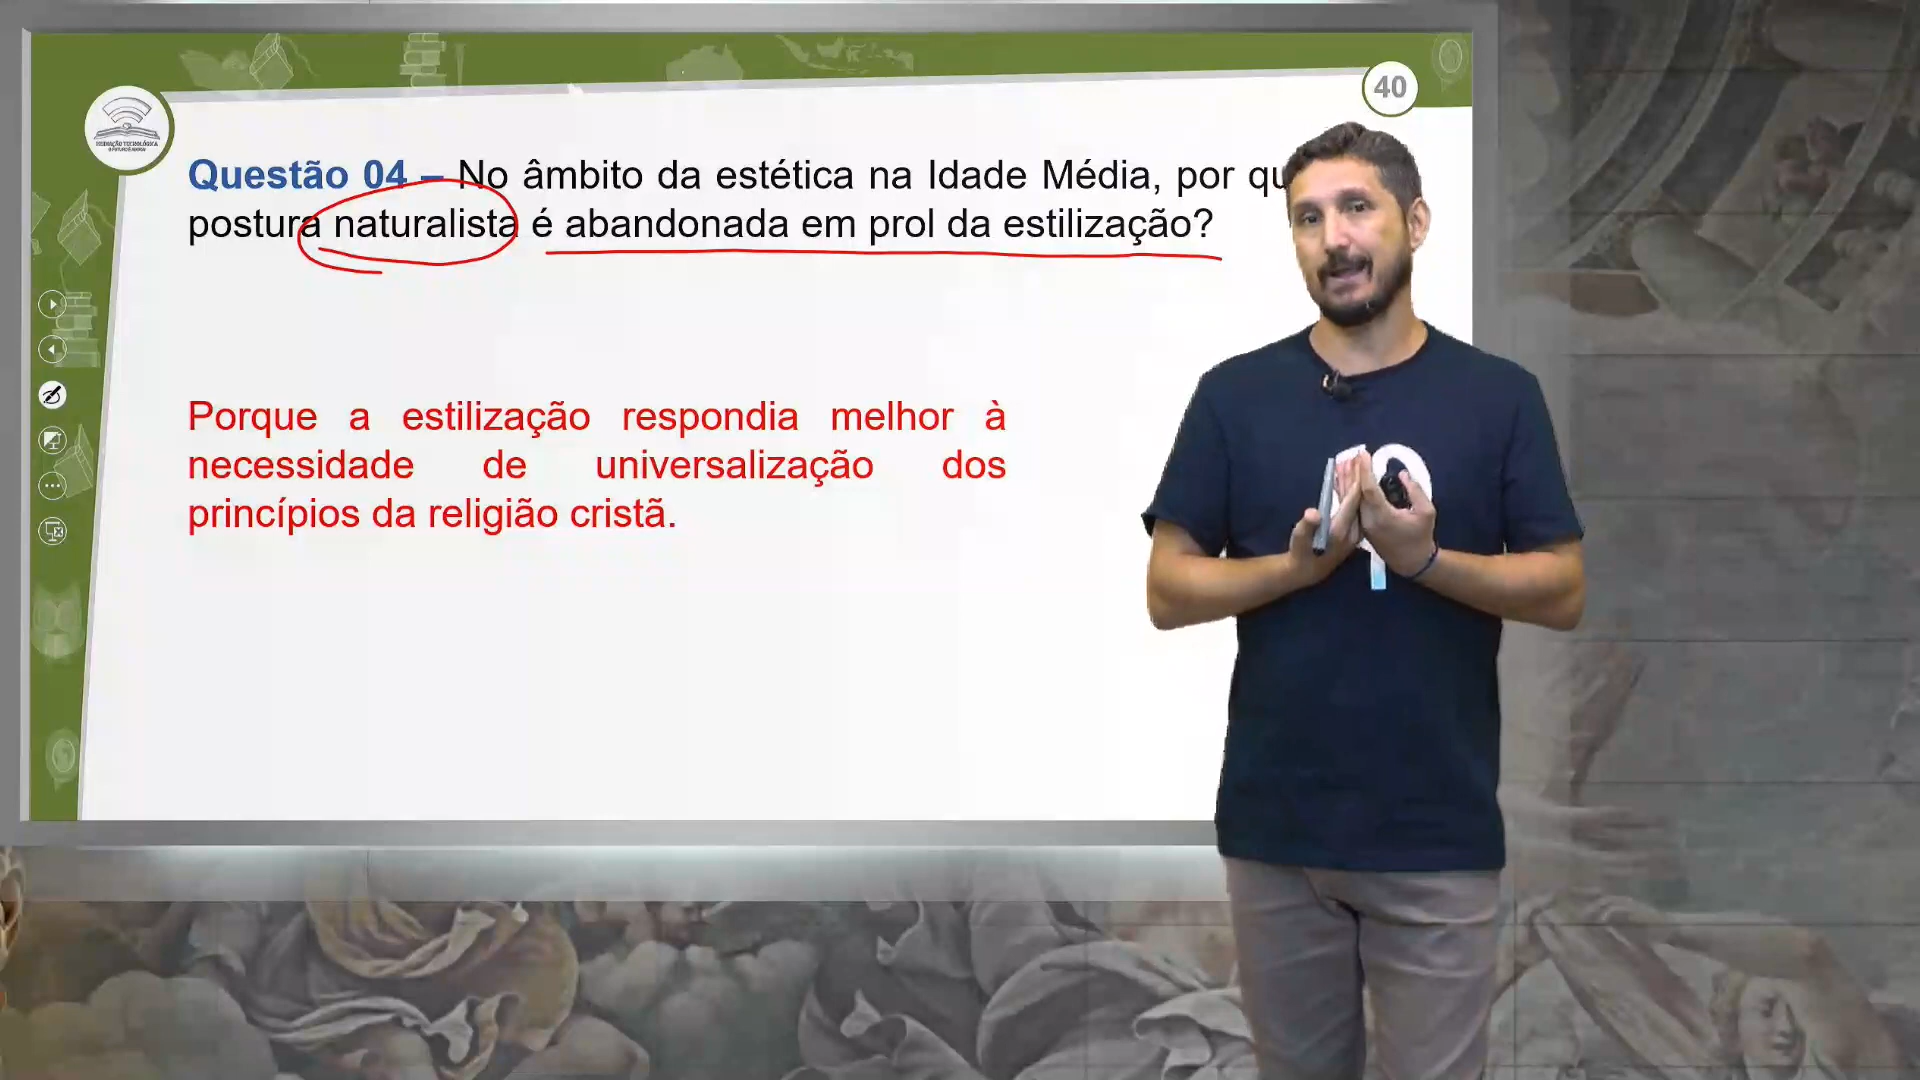 40
Questão 04 – No âmbito da estética na Idade Média, por
postura naturalista é abandonada em prol da estilização?
Porque a estilização respondia melhor à
necessidade de universalização dos
princípios da religião cristã.